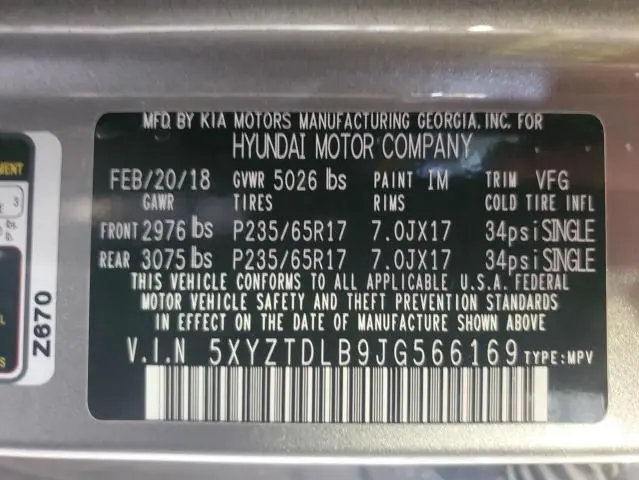 MFD. BY KIA MOTORS MANUFACTURING GEORGIA, INC. FOR
HYUNDAI MOTOR COMPANY
FEB/20/18 GVWR 5026 lbs PAINT 1M TRIM VFG
GAWR TIRES RIMS COLD TIRE INFL
FRONT 2976 lbs P235/65R17 7.0JX17 34psi SINGLE
REAR 3075 lbs P235/65R17 7.0JX17 34psi SINGLE
THIS VEHICLE CONFORMS TO ALL APPLICABLE U.S.A. FEDERAL
MOTOR VEHICLE SAFETY AND THEFT PREVENTION STANDARDS
IN EFFECT ON THE DATE OF MANUFACTURE SHOWN ABOVE
V.I.N 5XYZTDLB9JG566169 TYPE:MPV
Z670
3